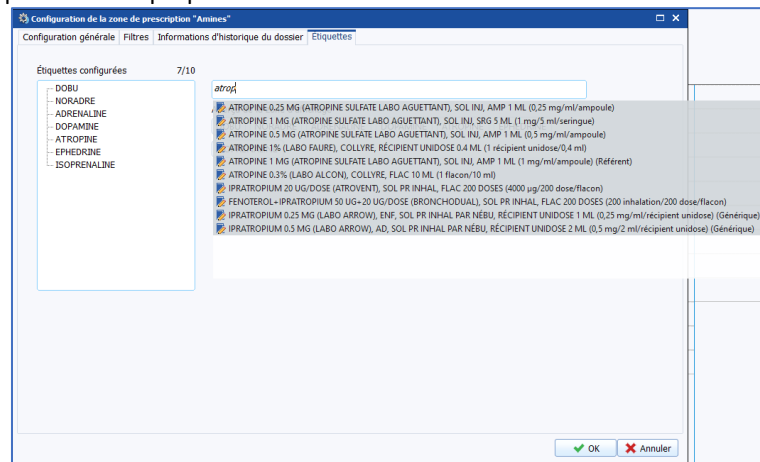 Configuration de la zone de prescription "Amines"
Configuration générale Filtres Informations d'historique du dossier Étiquettes
Étiquettes configurées 7/10
DOBU
NORADRE
ADRENALINE
DOPAMINE
ATROPINE
EPHEDRINE
ISOPRENALINE
atrop
ATROPINE 0.25 MG (ATROPINE SULFATE LABO AGUETTANT), SOL INJ, AMP 1 ML (0,25 mg/ml/ampoule)
ATROPINE 1 MG (ATROPINE SULFATE LABO AGUETTANT), SOL INJ, SRG 5 ML (1 mg/5 ml/seringue)
ATROPINE 0.5 MG (ATROPINE SULFATE LABO AGUETTANT), SOL INJ, AMP 1 ML (0,5 mg/ml/ampoule)
ATROPINE 1% (LABO FAURE), COLLYRE, RÉCIPIENT UNIDOSE 0.4 ML (1 récipient unidose/0,4 ml)
ATROPINE 1 MG (ATROPINE SULFATE LABO AGUETTANT), SOL INJ, AMP 1 ML (1 mg/ml/ampoule) (Référent)
ATROPINE 0.3% (LABO ALCON), COLLYRE, FLAC 10 ML (1 flacon/10 ml)
IPRATROPIUM 20 UG/DOSE (ATROVENT), SOL PR INHAL, FLAC 200 DOSES (4000 µg/200 dose/flacon)
FENOTEROL+IPRATROPIUM 50 UG+20 UG/DOSE (BRONCHODUAL), SOL PR INHAL, FLAC 200 DOSES (200 inhalation/200 dose/flacon)
IPRATROPIUM 0.25 MG (LABO ARROW), ENF, SOL PR INHAL PAR NÉBU, RÉCIPIENT UNIDOSE 1 ML (0,25 mg/ml/récipient unidose) (Générique)
IPRATROPIUM 0.5 MG (LABO ARROW), AD, SOL PR INHAL PAR NÉBU, RÉCIPIENT UNIDOSE 2 ML (0,5 mg/2 ml/récipient unidose) (Générique)
OK Annuler